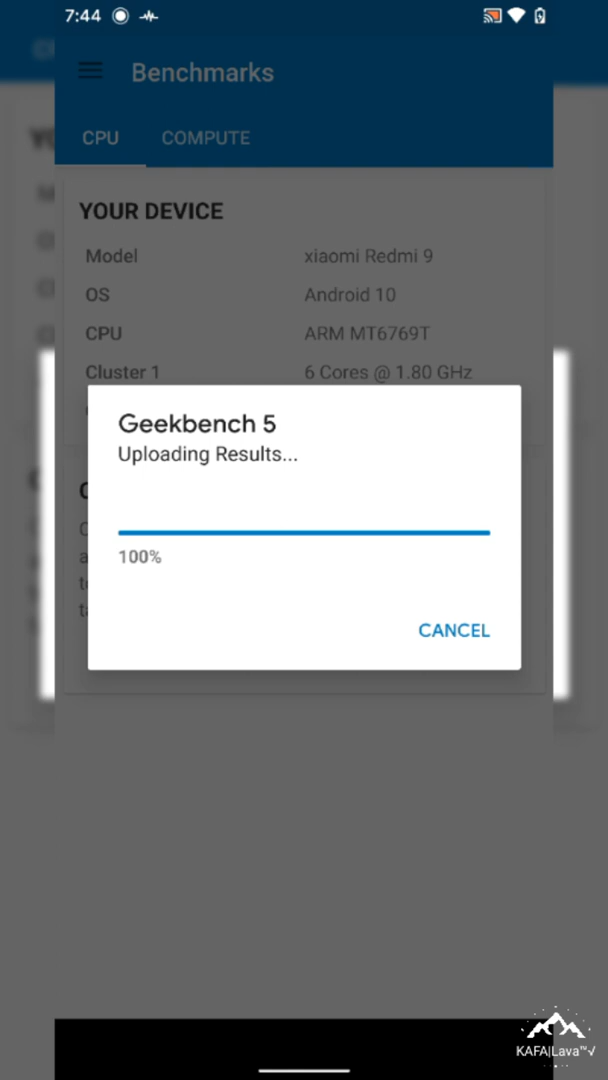 7:44
Benchmarks
CPU COMPUTE
YOUR DEVICE
Model xiaomi Redmi 9
OS Android 10
CPU ARM MT6769T
Cluster 1 6 Cores @ 1.80 GHz
Geekbench 5
Uploading Results...
100%
CANCEL
KAFA|Lava™√